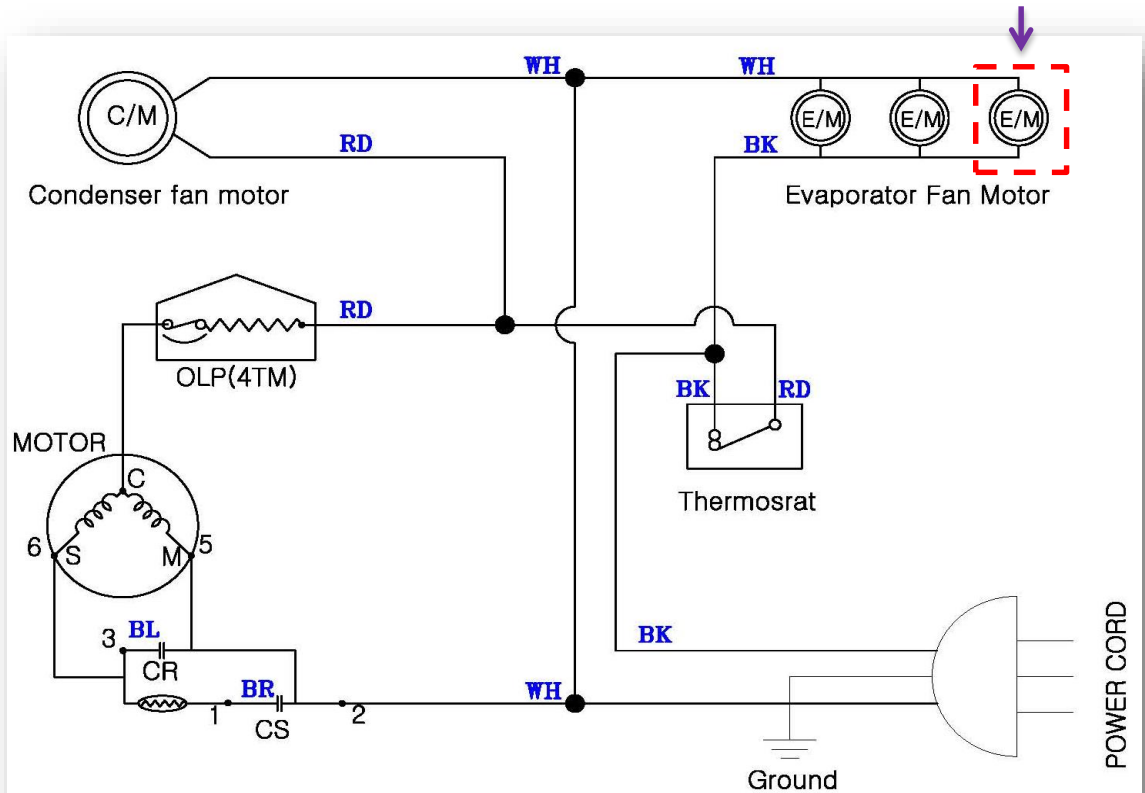 WH
WH
C/M
E/M
E/M
E/M
RD
BK
Condenser fan motor
Evaporator Fan Motor
RD
OLP(4TM)
BK
RD
MOTOR
C
Thermosrat
6
S
M
5
3
BL
BK
CR
BR
WH
1
CS
2
POWER CORD
Ground